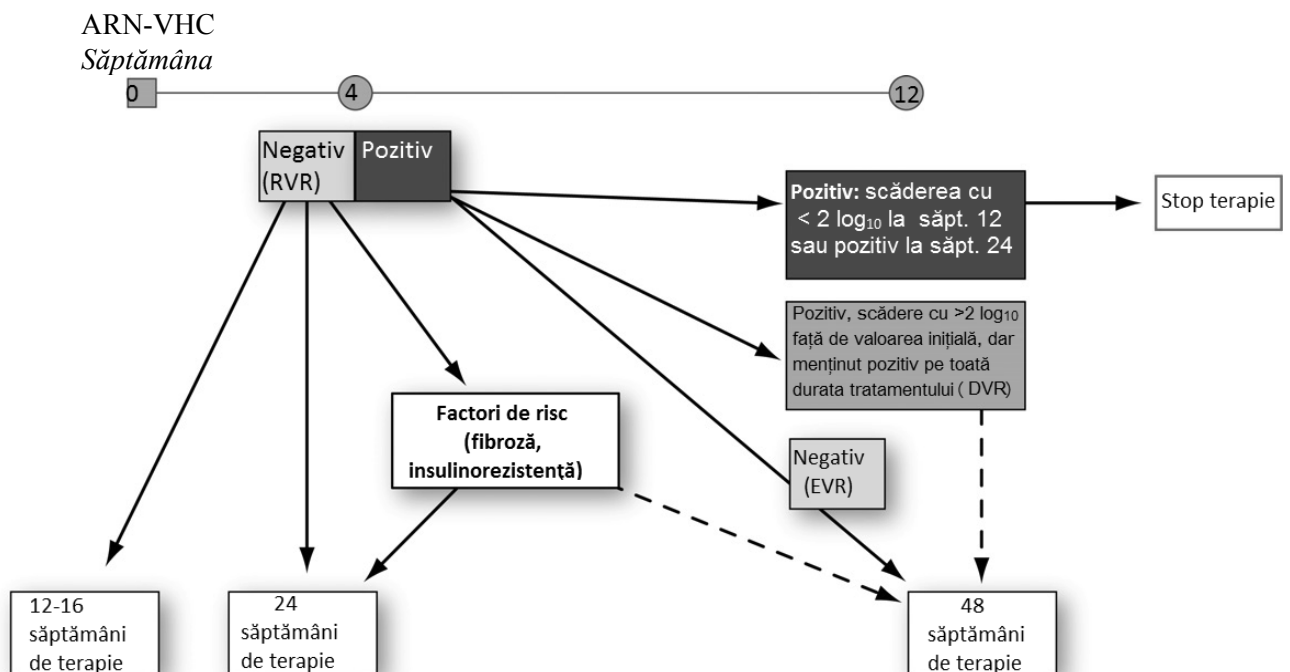 ARN-VHC
Săptămâna
0
4
12
Negativ
(RVR)
Pozitiv
Pozitiv: scăderea cu
< 2 log₁₀ la săpt. 12
sau pozitiv la săpt. 24
Stop terapie
Pozitiv, scădere cu >2 log₁₀
față de valoarea inițială, dar
menținut pozitiv pe toată
durata tratamentului ( DVR)
Factori de risc
(fibroză,
insulinorezistenţă)
Negativ
(EVR)
12-16
săptămâni
de terapie
24
săptămâni
de terapie
48
săptămâni
de terapie